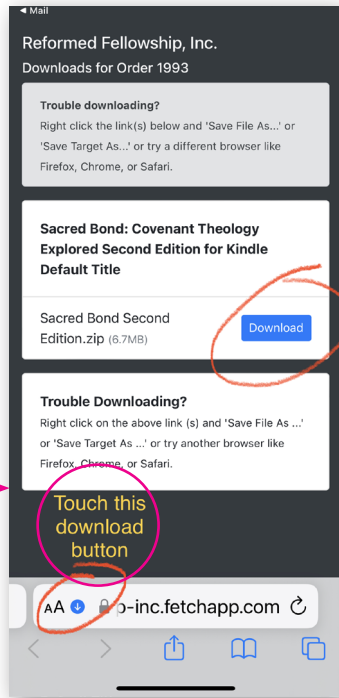 Mail
Reformed Fellowship, Inc.
Downloads for Order 1993
Trouble downloading?
Right click the link(s) below and 'Save File As...' or
'Save Target As...' or try a different browser like
Firefox, Chrome, or Safari.
Sacred Bond: Covenant Theology
Explored Second Edition for Kindle
Default Title
Sacred Bond Second
Edition.zip (6.7MB)
Download
Trouble Downloading?
Right click on the above link (s) and 'Save File As ...'
or 'Save Target As ...' or try another browser like
Firefox, Chrome, or Safari.
Touch this
download
button
AA p-inc.fetchapp.com